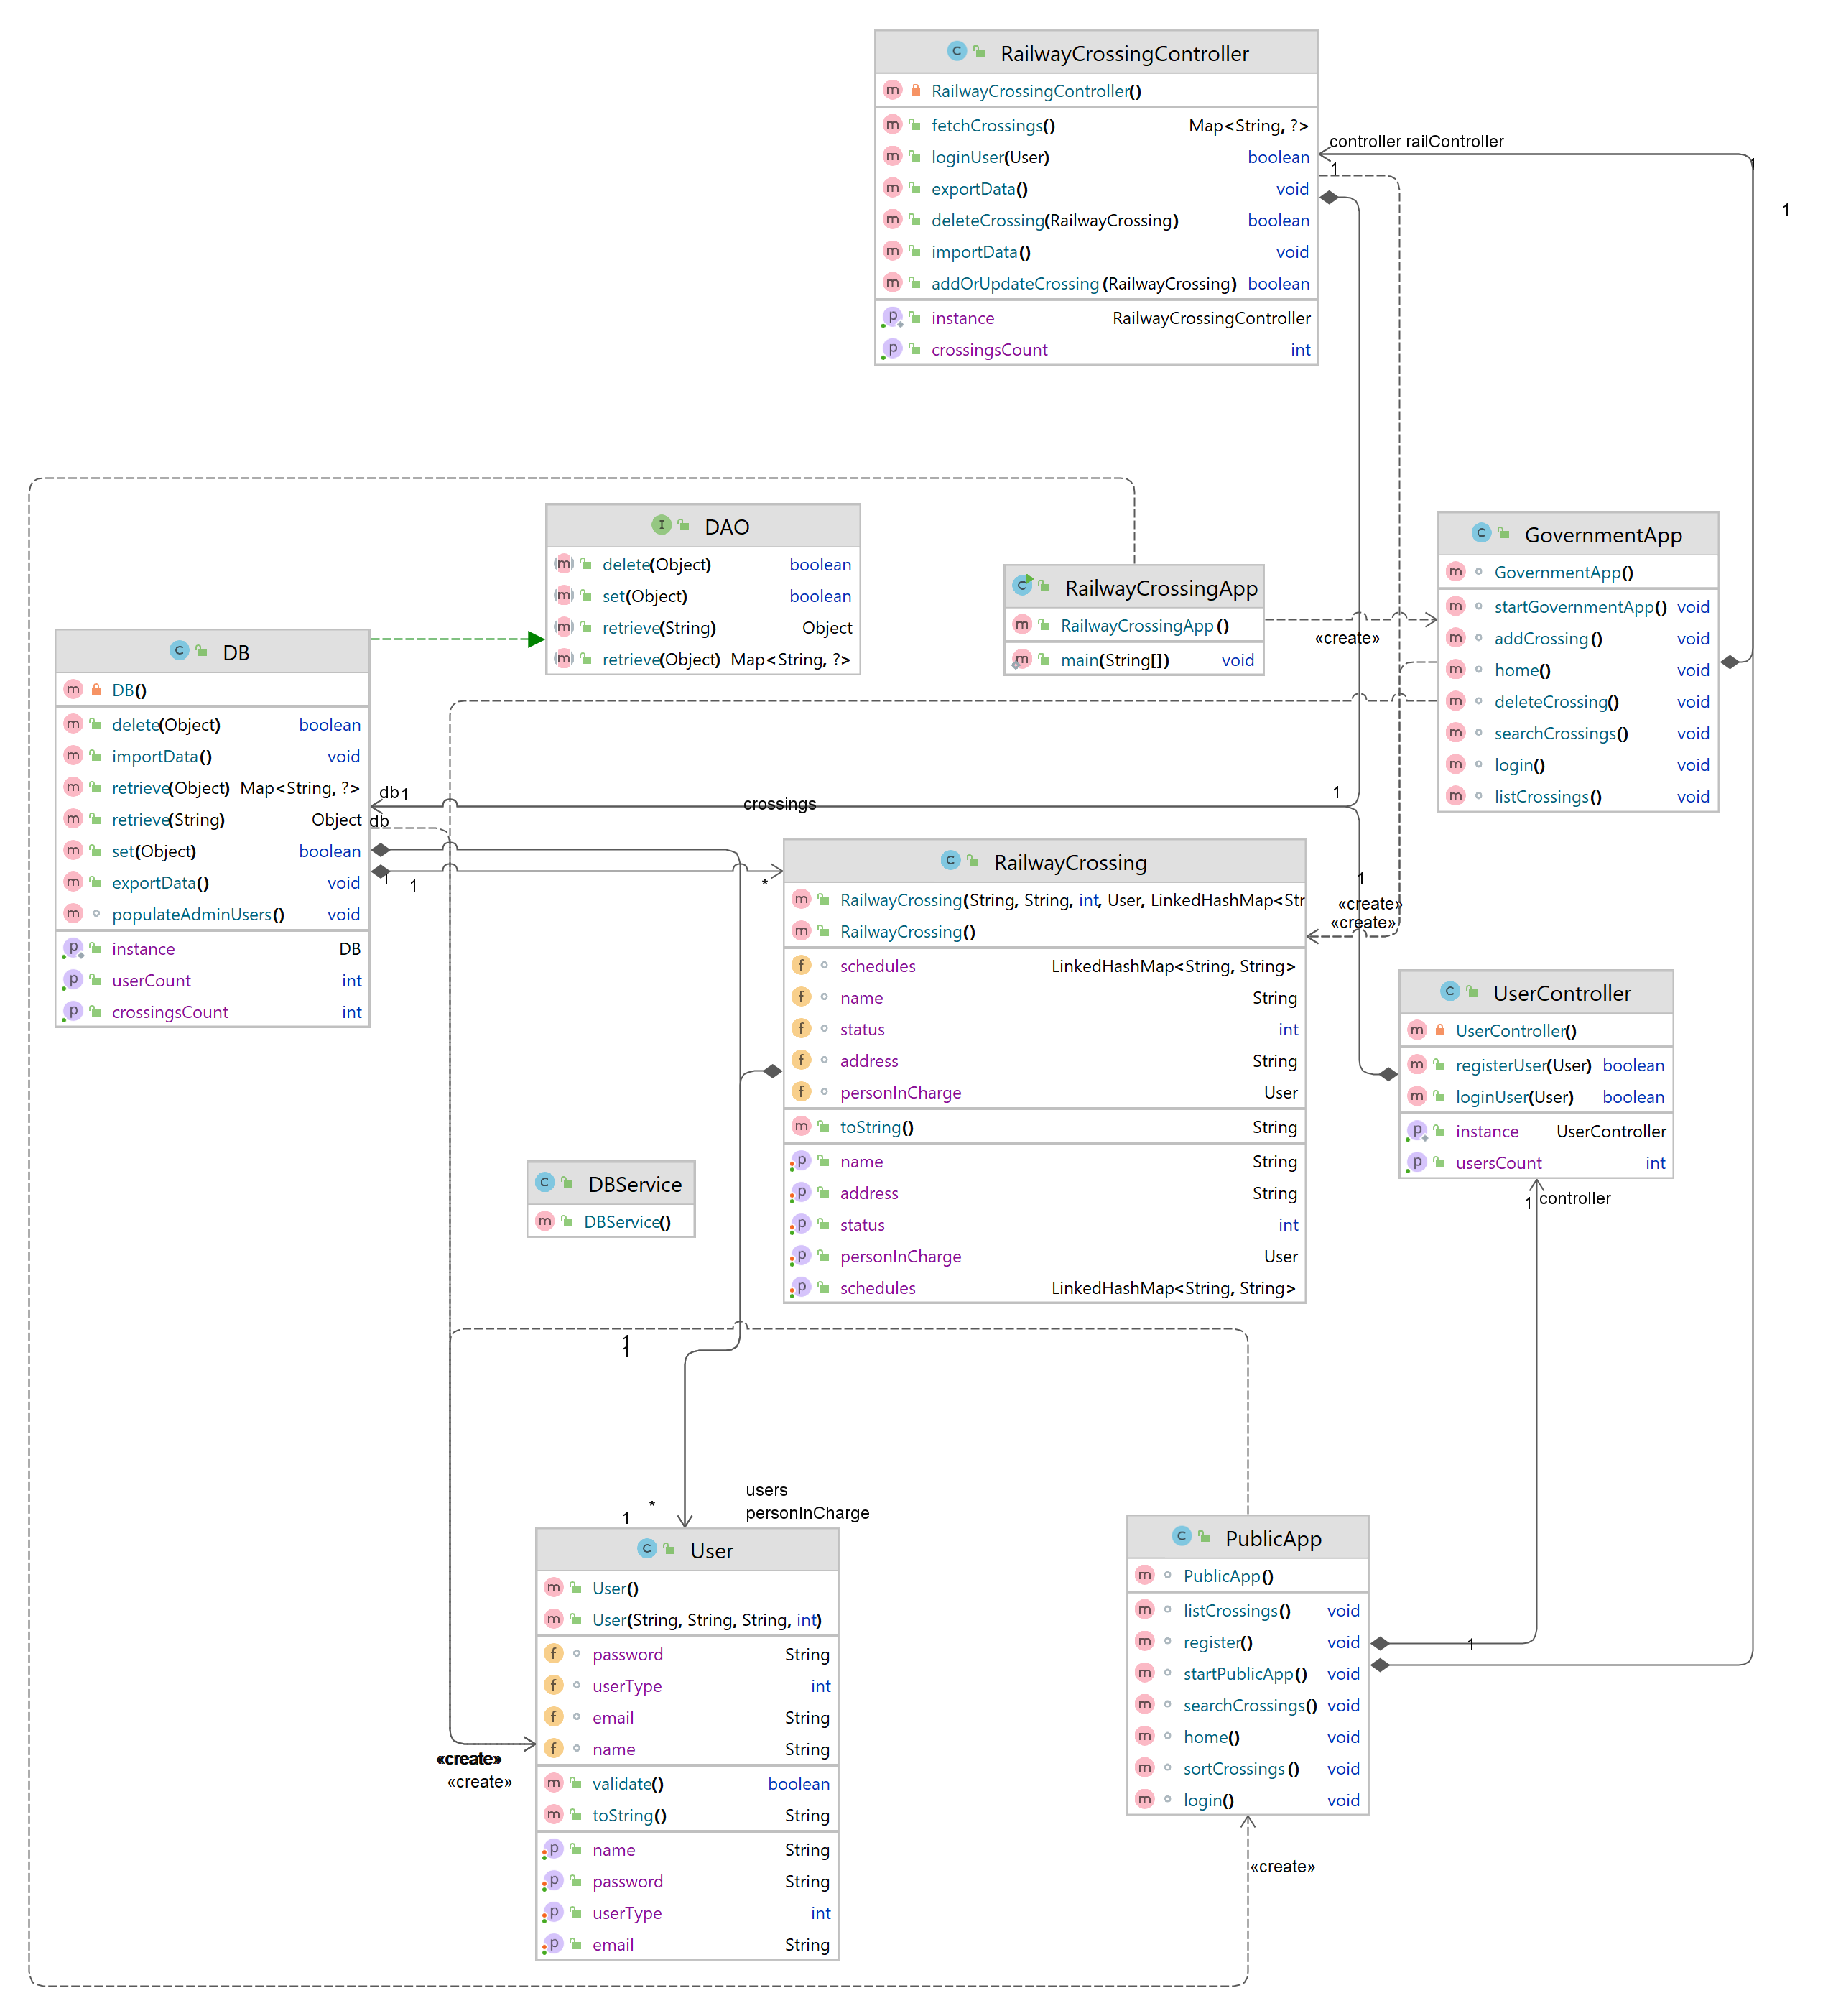 RailwayCrossingController
RailwayCrossingController()
fetchCrossings() Map<String, ?>
loginUser(User) boolean
exportData() void
deleteCrossing(RailwayCrossing) boolean
importData() void
addOrUpdateCrossing(RailwayCrossing) boolean
instance RailwayCrossingController
crossingsCount int
controller railController
1
1
1
DAO
delete(Object) boolean
set(Object) boolean
retrieve(String) Object
retrieve(Object) Map<String, ?>
RailwayCrossingApp
RailwayCrossingApp()
main(String[]) void
«create»
GovernmentApp
GovernmentApp()
startGovernmentApp() void
addCrossing() void
home() void
deleteCrossing() void
searchCrossings() void
login() void
listCrossings() void
DB
DB()
delete(Object) boolean
importData() void
retrieve(Object) Map<String, ?>
retrieve(String) Object
set(Object) boolean
exportData() void
populateAdminUsers() void
instance DB
userCount int
crossingsCount int
db 1
db
crossings
1
1
1
*
1
«create»
«create»
RailwayCrossing
RailwayCrossing(String, String, int, User, LinkedHashMap<Str
RailwayCrossing()
schedules LinkedHashMap<String, String>
name String
status int
address String
personInCharge User
toString() String
name String
address String
status int
personInCharge User
schedules LinkedHashMap<String, String>
UserController
UserController()
registerUser(User) boolean
loginUser(User) boolean
instance UserController
usersCount int
1 controller
DBService
DBService()
1
1
users
personInCharge
*
1
User
User()
User(String, String, String, int)
password String
userType int
email String
name String
validate() boolean
toString() String
name String
password String
userType int
email String
«create»
«create»
PublicApp
PublicApp()
listCrossings() void
register() void
startPublicApp() void
searchCrossings() void
home() void
sortCrossings() void
login() void
1
«create»